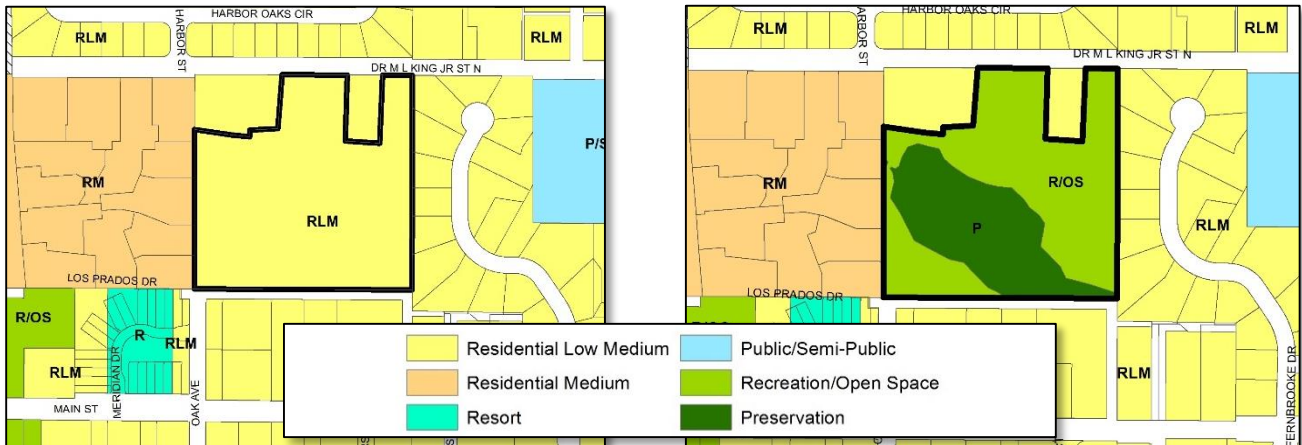 HARBOR OAKS CIR
RLM
HARBOR ST
RLM
DR M L KING JR ST N
P/S
RM
RLM
LOS PRADOS DR
R/OS
R
RLM
RLM
MERIDIAN DR
MAIN ST
OAK AVE
HARBOR OAKS CIR
RLM
ARBOR ST
RLM
DR M L KING JR ST N
RM
R/OS
P
RLM
LOS PRADOS DR
RLM
FERNBROOKE DR
Residential Low Medium
Public/Semi-Public
Residential Medium
Recreation/Open Space
Resort
Preservation